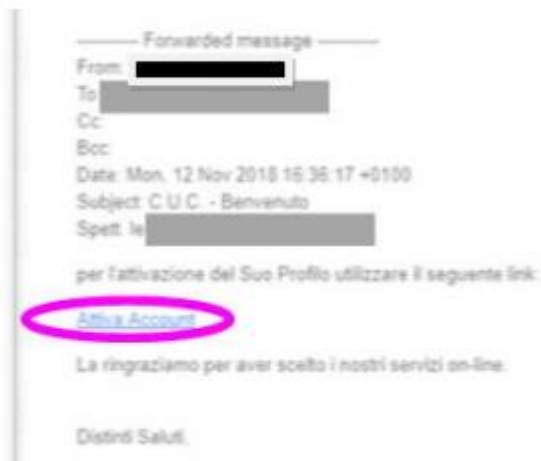 ---------- Forwarded message ----------
From:
To
Cc:
Bcc:
Date: Mon, 12 Nov 2018 16:36:17 +0100
Subject: C.U.C. - Benvenuto
Spett. le
per l'attivazione del Suo Profilo utilizzare il seguente link:
Attiva Account
La ringraziamo per aver scelto i nostri servizi on-line.
Distinti Saluti,